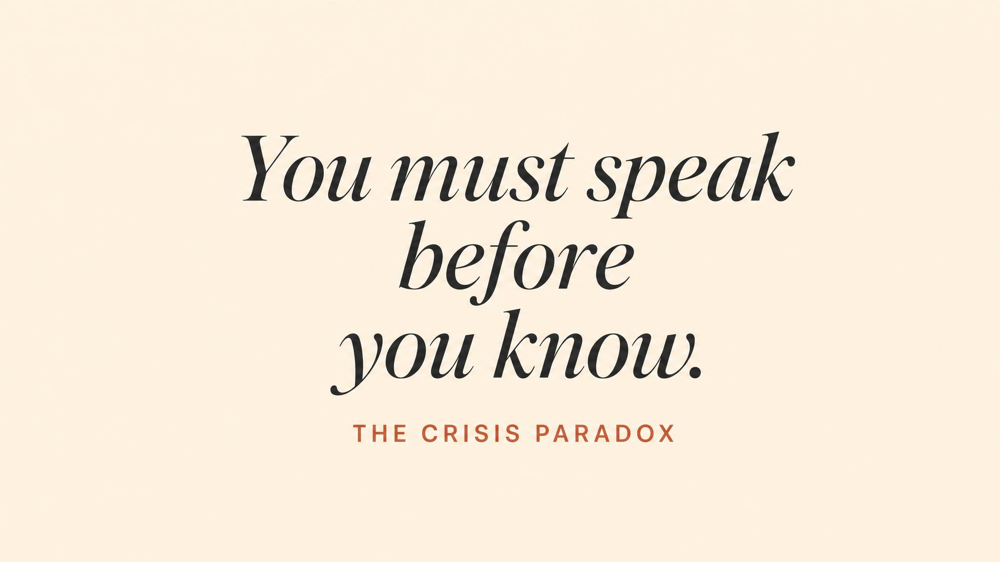 You must speak
before
you know.
THE CRISIS PARADOX